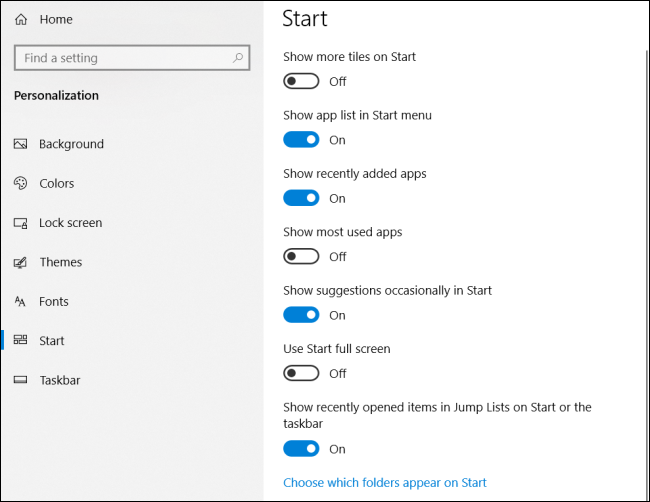 Home
Find a setting
Personalization
Background
Colors
Lock screen
Themes
Fonts
Start
Taskbar
Start
Show more tiles on Start
Off
Show app list in Start menu
On
Show recently added apps
On
Show most used apps
Off
Show suggestions occasionally in Start
On
Use Start full screen
Off
Show recently opened items in Jump Lists on Start or the
taskbar
On
Choose which folders appear on Start